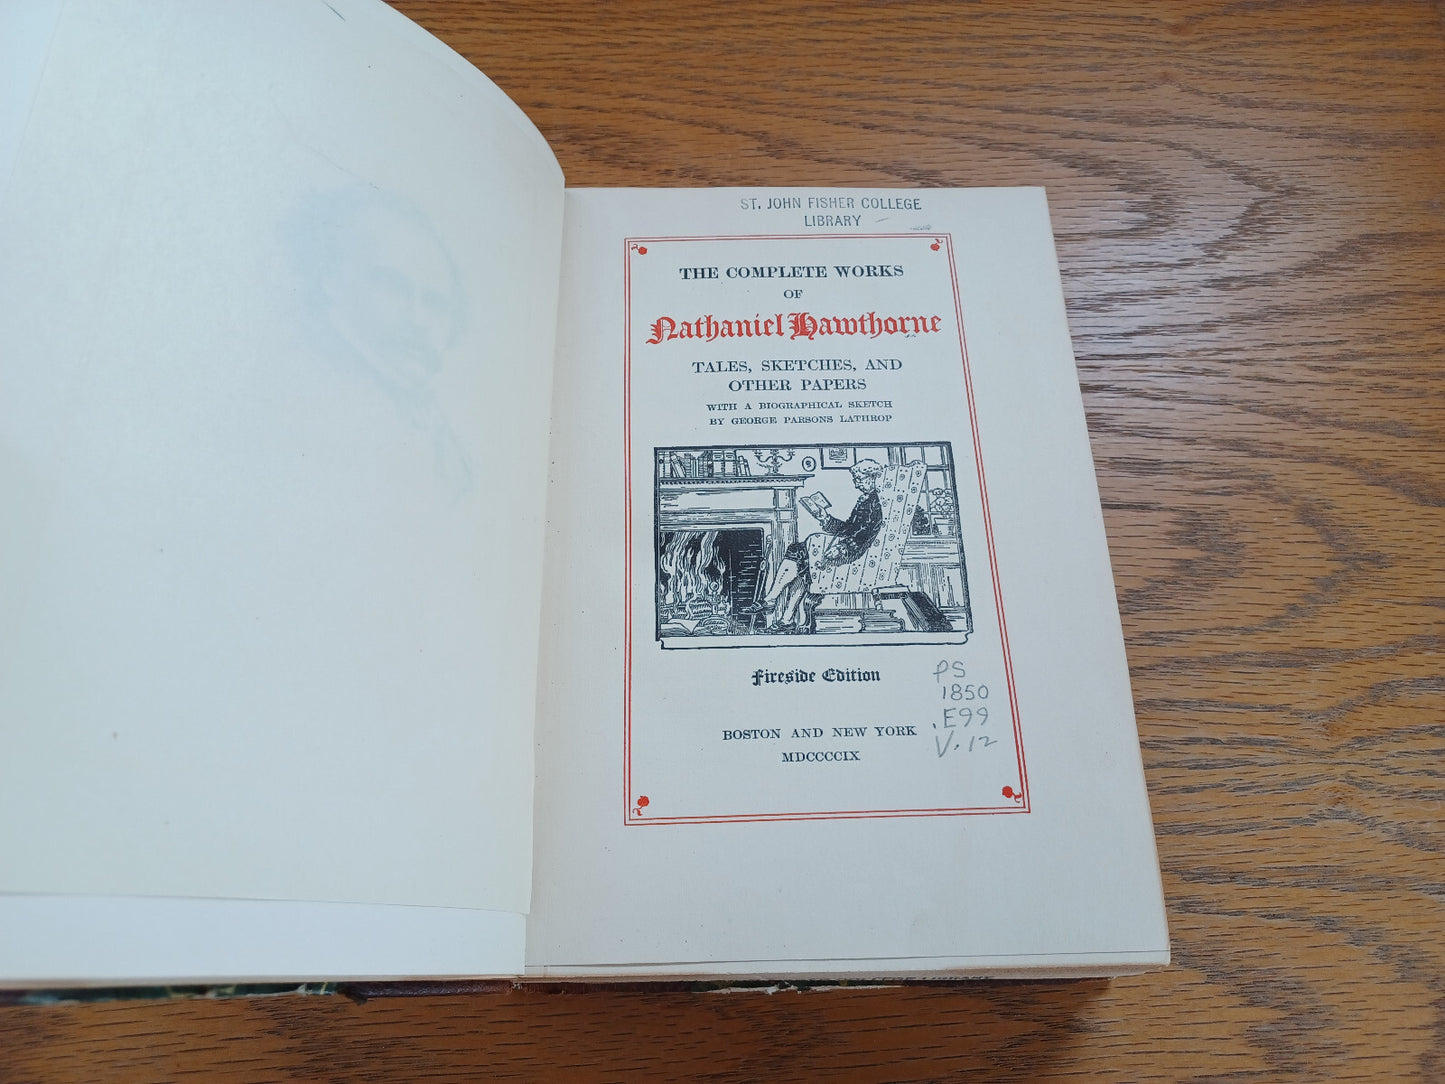 ST. JOHN FISHER COLLEGE
LIBRARY
THE COMPLETE WORKS
OF
Nathaniel Hawthorne
TALES, SKETCHES, AND
OTHER PAPERS
WITH A BIOGRAPHICAL SKETCH
BY GEORGE PARSONS LATHROP
Fireside Edition
PS
1850
.E99
V.12
BOSTON AND NEW YORK
MDCCCCIX